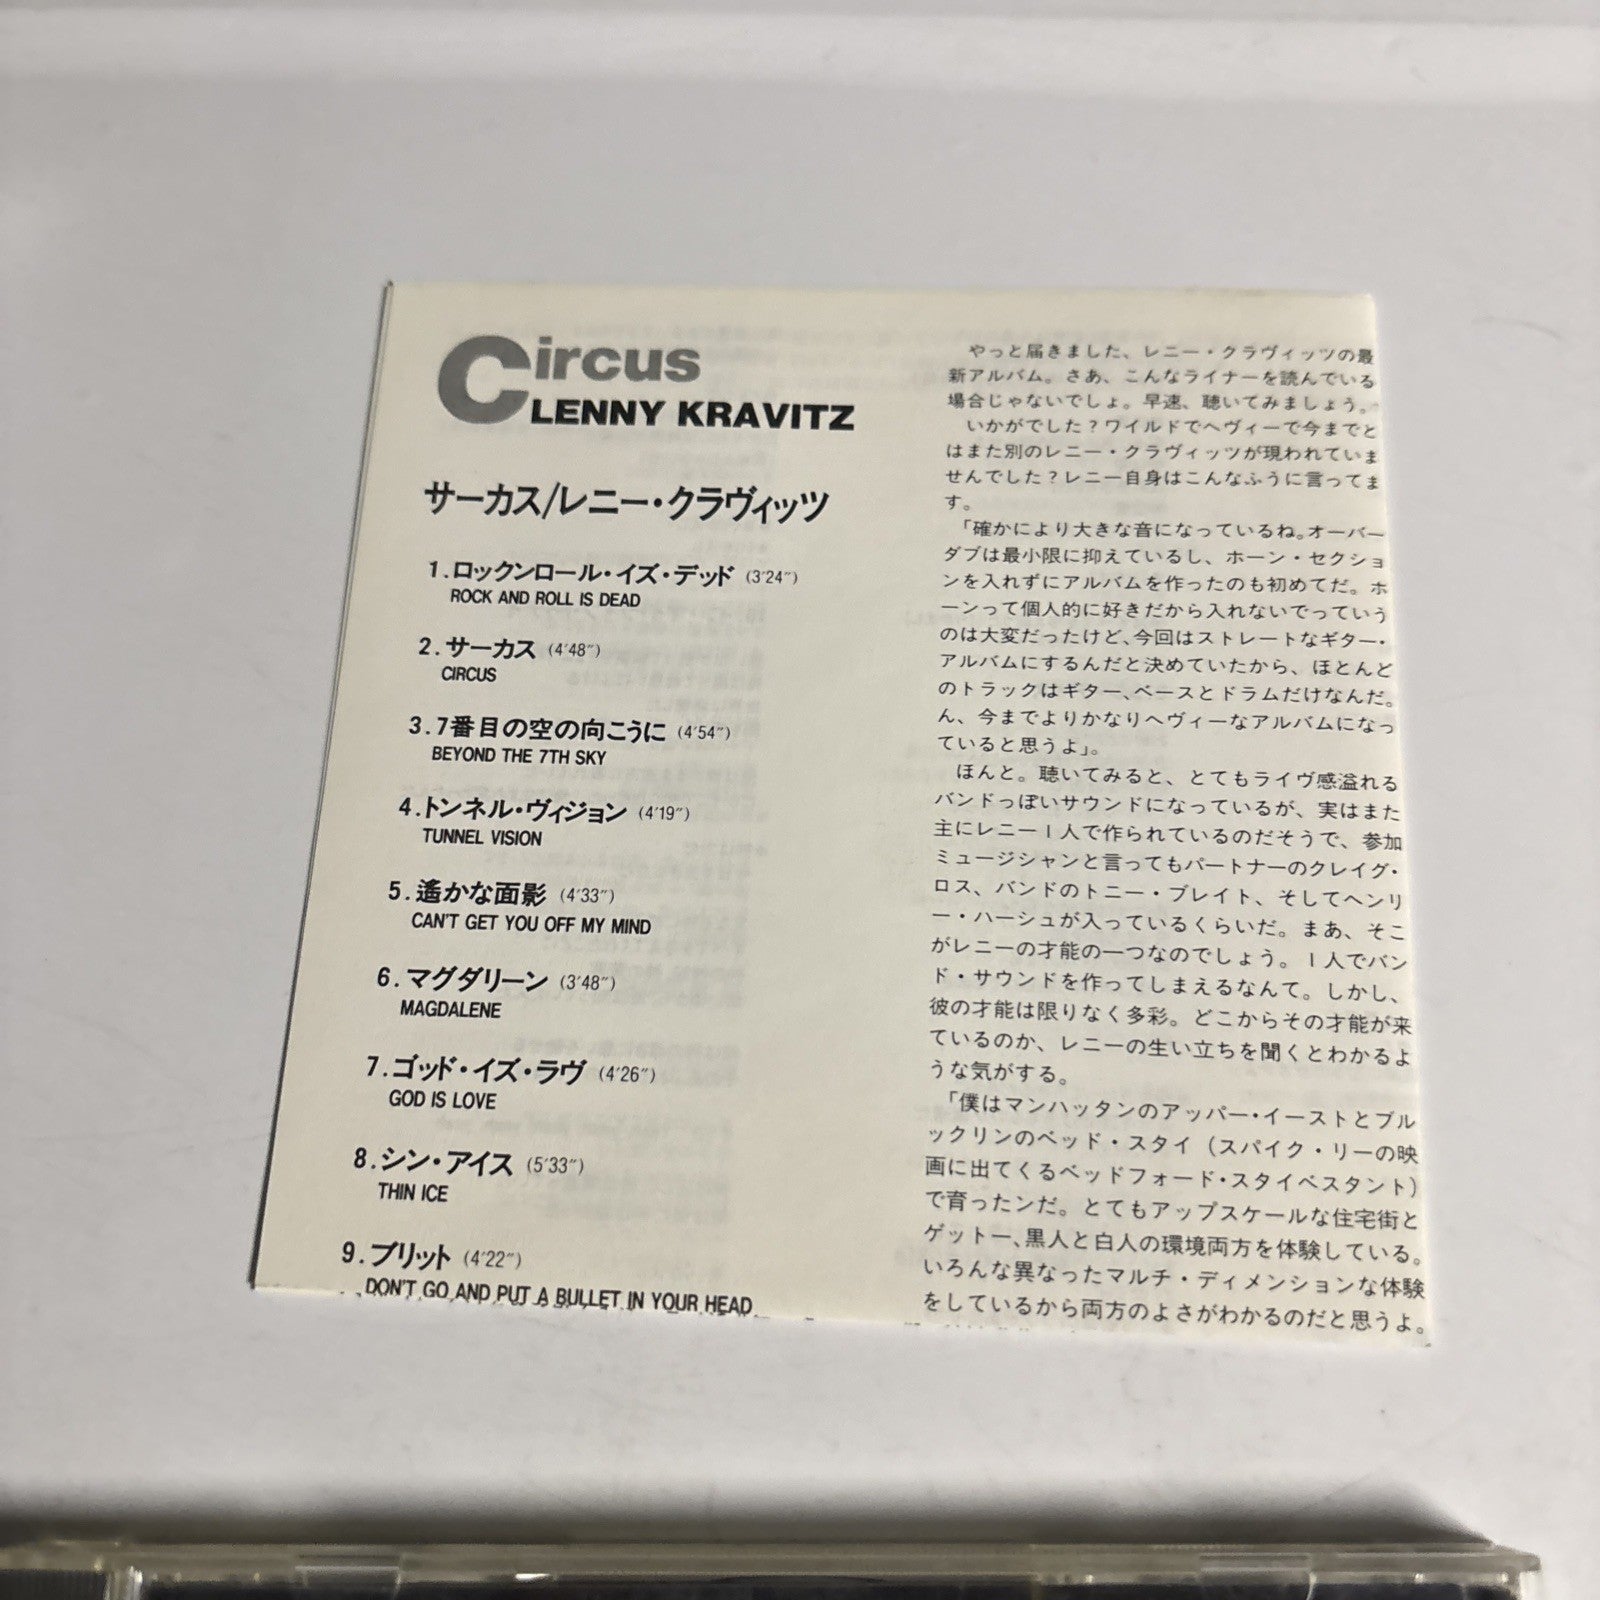 Circus
LENNY KRAVITZ
サーカス/レニー・クラヴィッツ
1.ロックンロール・イズ・デッド (3'24″)
ROCK AND ROLL IS DEAD
2.サーカス (4'48″)
CIRCUS
3.7番目の空の向こうに (4'54″)
BEYOND THE 7TH SKY
4.トンネル・ヴィジョン (4'19″)
TUNNEL VISION
5.遙かな面影 (4'33″)
CAN'T GET YOU OFF MY MIND
6.マグダリーン (3'48″)
MAGDALENE
7.ゴッド・イズ・ラヴ (4'26″)
GOD IS LOVE
8.シン・アイス (5'33″)
THIN ICE
9.ブリット (4'22″)
DON'T GO AND PUT A BULLET IN YOUR HEAD
やっと届きました、レニー・クラヴィッツの最
新アルバム。さあ、こんなライナーを読んでいる
場合じゃないでしょ。早速、聴いてみましょう。
いかがでした？ワイルドでヘヴィーで今までと
はまた別のレニー・クラヴィッツが現われていま
せんでした？レニー自身はこんなふうに言ってま
す。
「確かにより大きな音になっているね。オーバー
ダブは最小限に抑えているし、ホーン・セクショ
ンを入れずにアルバムを作ったのも初めてだ。ホ
ーンって個人的に好きだから入れないでっていう
のは大変だったけど、今回はストレートなギター・
アルバムにするんだと決めていたから、ほとんど
のトラックはギター、ベースとドラムだけなんだ。
ん、今までよりかなりヘヴィーなアルバムになっ
ていると思うよ」。
ほんと。聴いてみると、とてもライヴ感溢れる
バンドっぽいサウンドになっているが、実はまた
主にレニー１人で作られているのだそうで、参加
ミュージシャンと言ってもパートナーのクレイグ・
ロス、バンドのトニー・ブレイト、そしてヘンリ
ー・ハーシュが入っているくらいだ。まあ、そこ
がレニーの才能の一つなのでしょう。１人でバン
ド・サウンドを作ってしまえるなんて。しかし、
彼の才能は限りなく多彩。どこからその才能が来
ているのか、レニーの生い立ちを聞くとわかるよ
うな気がする。
「僕はマンハッタンのアッパー・イーストとブル
ックリンのベッド・スタイ（スパイク・リーの映
画に出てくるベッドフォード・スタイベスタント）
で育ったンだ。とてもアップスケールな住宅街と
ゲットー、黒人と白人の環境両方を体験している。
いろんな異なったマルチ・ディメンションな体験
をしているから両方のよさがわかるのだと思うよ。